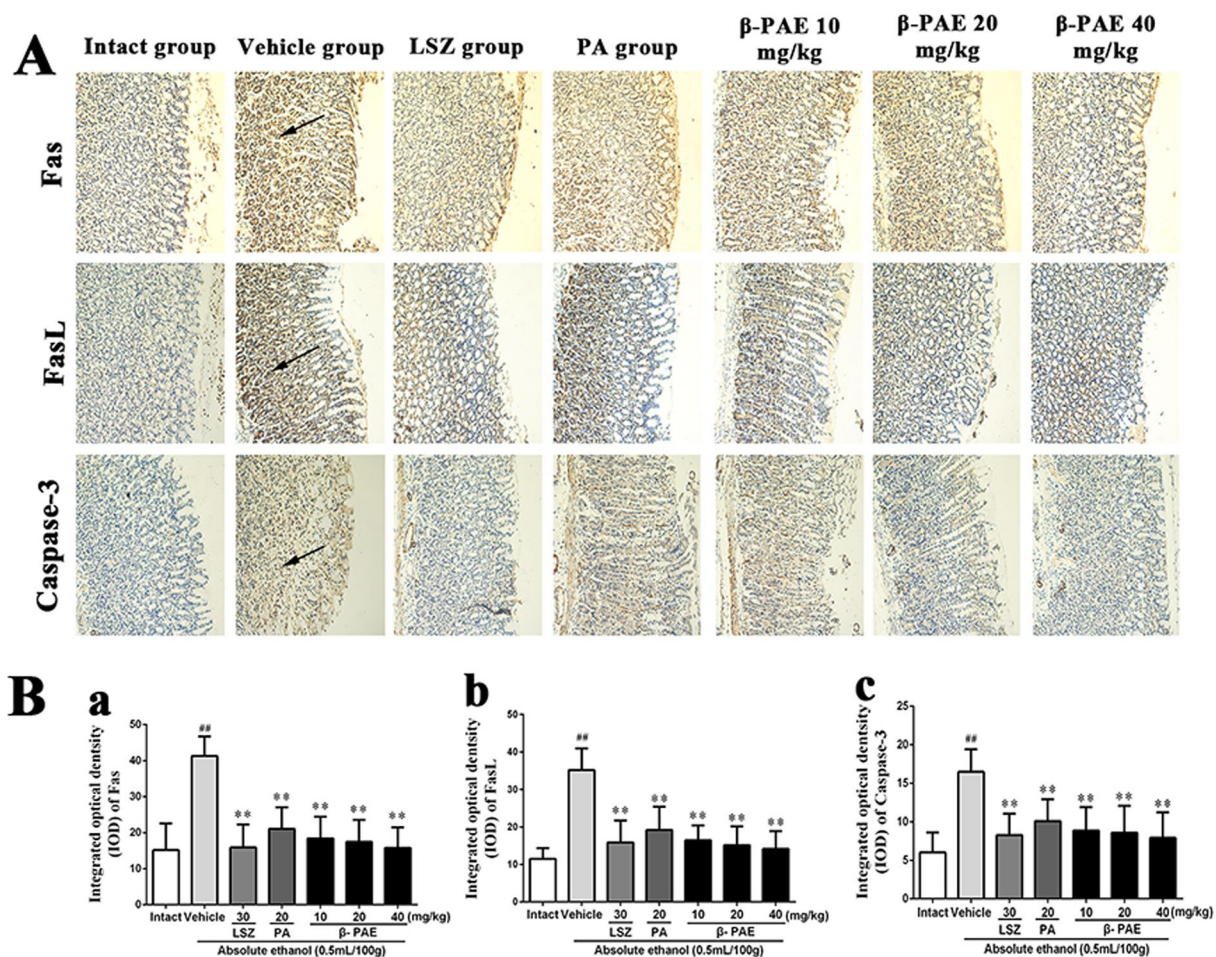 A
Intact group
Vehicle group
LSZ group
PA group
β-PAE 10
mg/kg
β-PAE 20
mg/kg
β-PAE 40
mg/kg
Fas
FasL
Caspase-3
B
a
Integrated optical dentsity
(IOD) of Fas
50
40
30
20
10
0
##
** ** ** ** **
Intact Vehicle 30 20 10 20 40 (mg/kg)
LSZ PA β- PAE
Absolute ethanol (0.5mL/100g)
b
Integrated optical dentsity
(IOD) of FasL
50
40
30
20
10
0
##
** ** ** ** **
Intact Vehicle 30 20 10 20 40 (mg/kg)
LSZ PA β- PAE
Absolute ethanol (0.5mL/100g)
c
Integrated optical dentsity
(IOD) of Caspase-3
25
20
15
10
5
0
##
** ** ** ** **
Intact Vehicle 30 20 10 20 40 (mg/kg)
LSZ PA β- PAE
Absolute ethanol (0.5mL/100g)